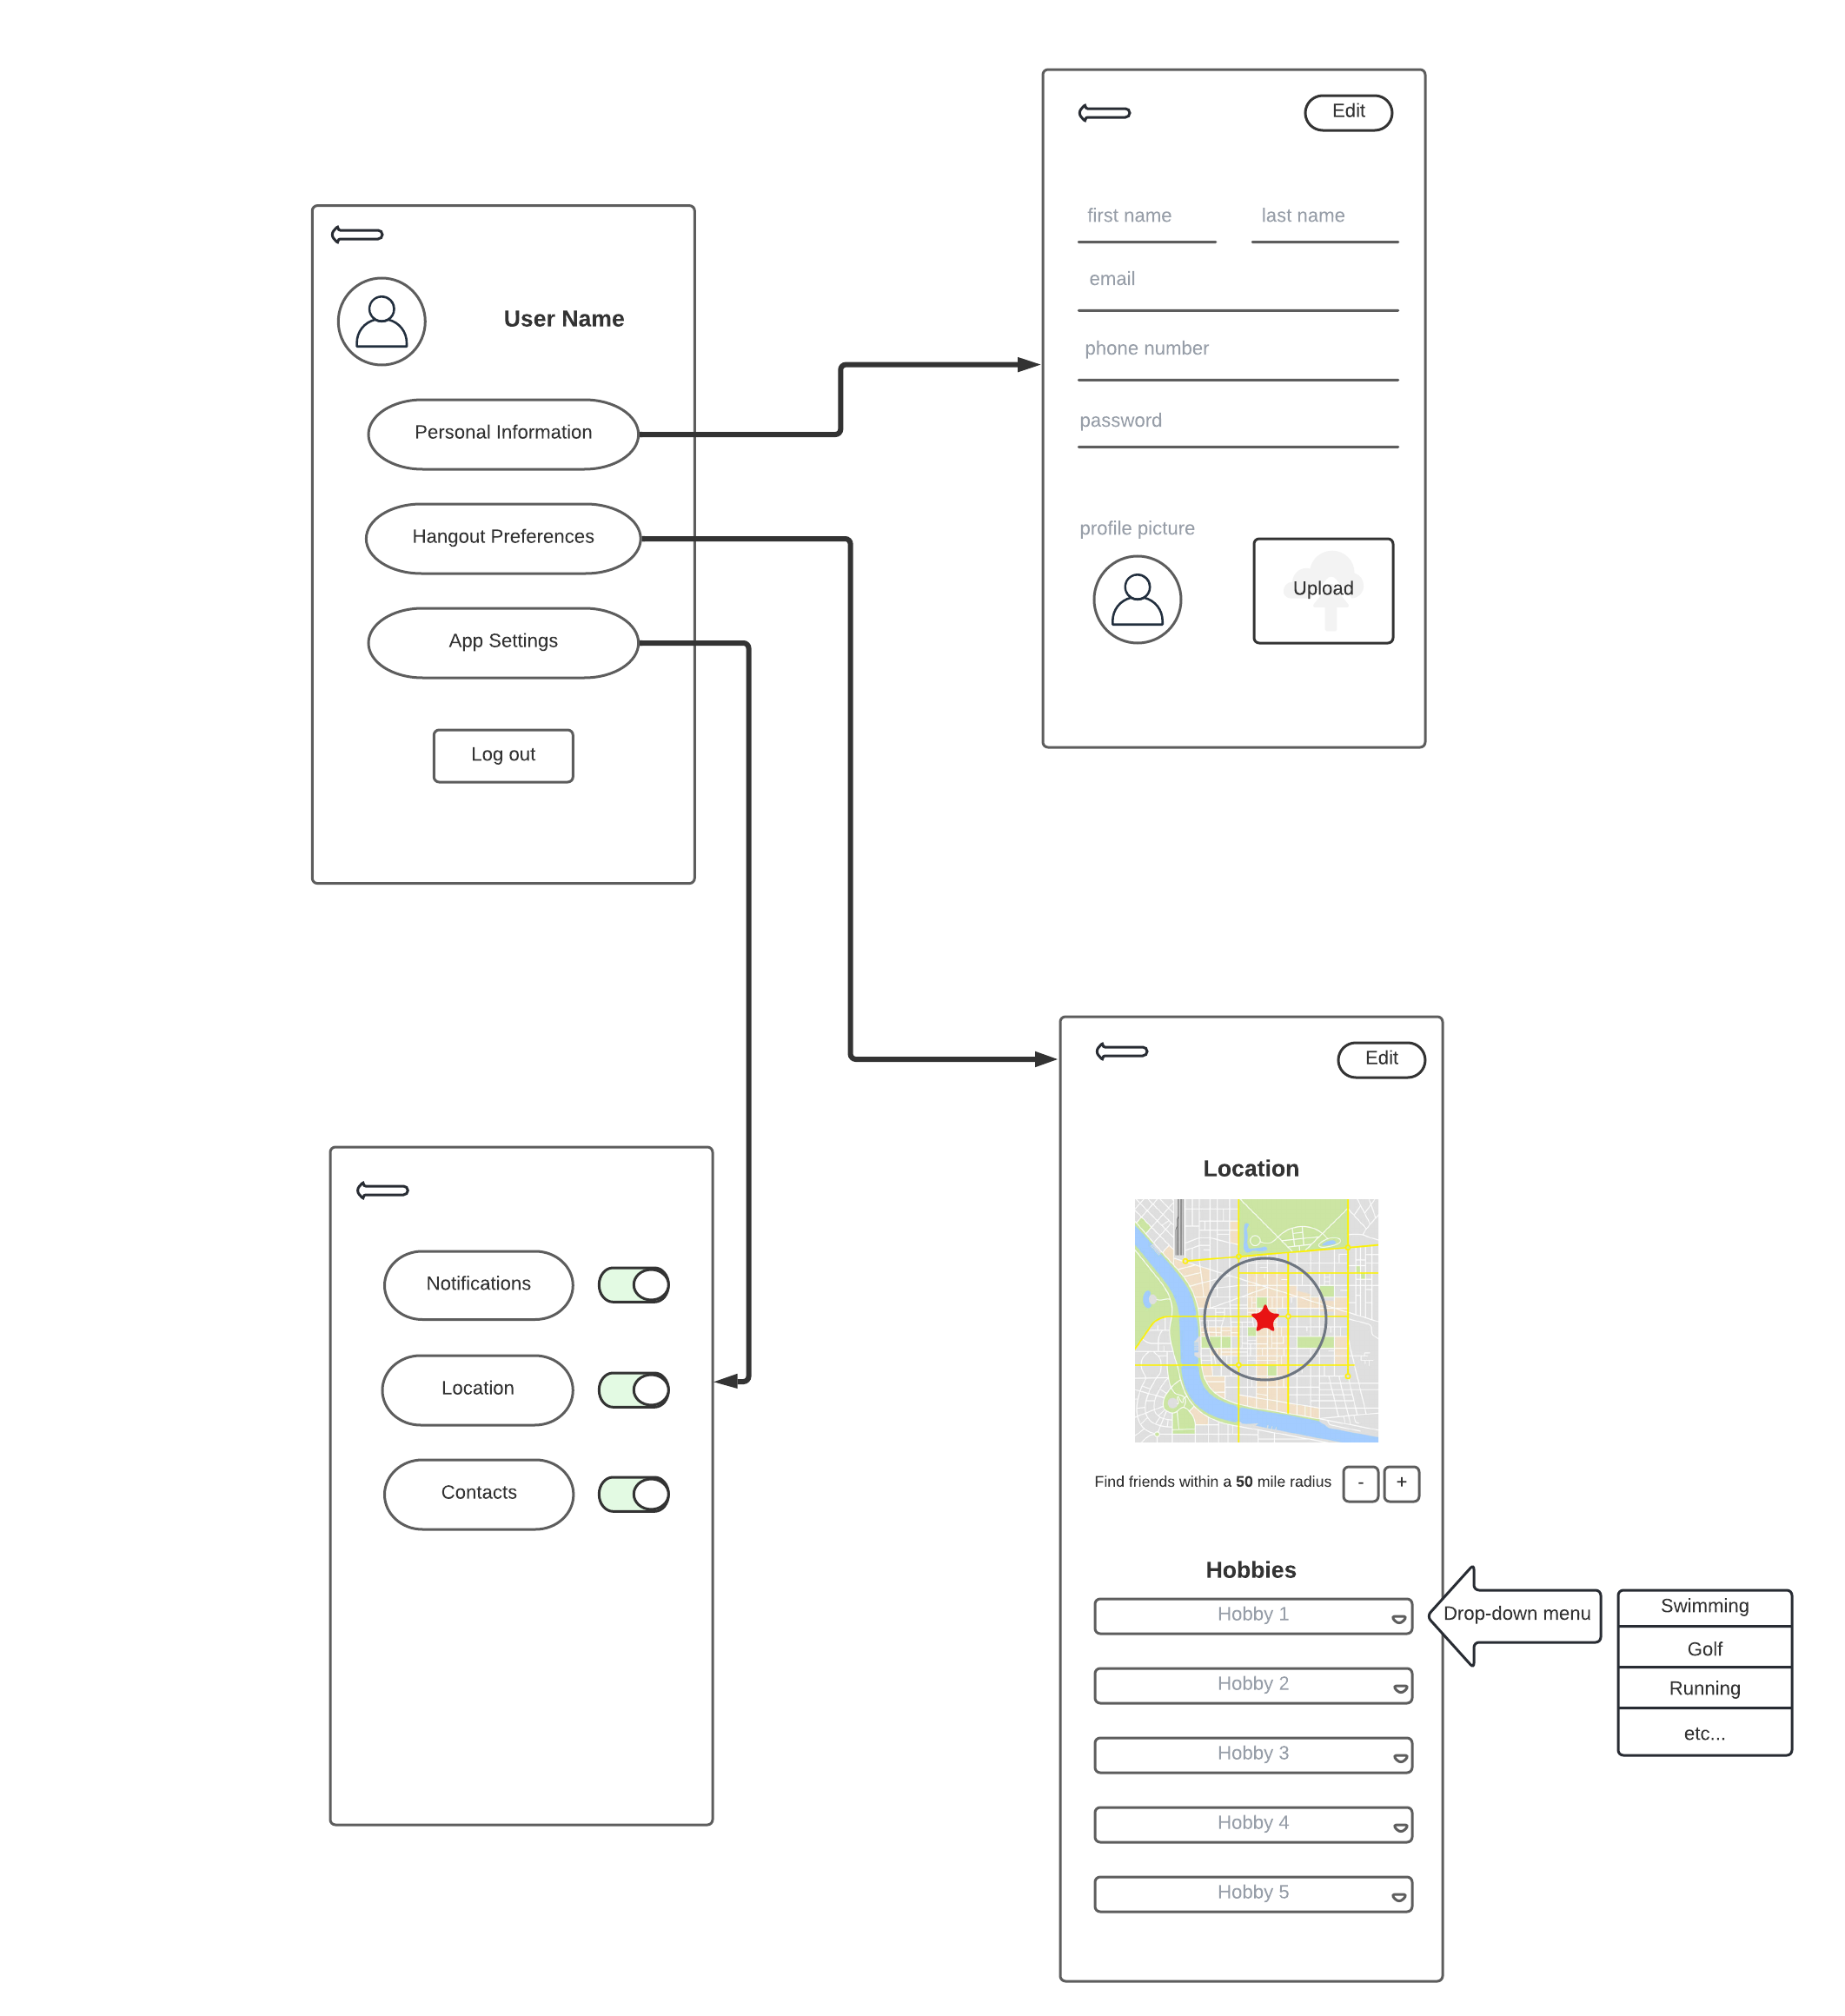 User Name
Personal Information
Hangout Preferences
App Settings
Log out
Edit
first name
last name
email
phone number
password
profile picture
Upload
Notifications
Location
Contacts
Edit
Location
Find friends within a 50 mile radius
-
+
Hobbies
Hobby 1
Hobby 2
Hobby 3
Hobby 4
Hobby 5
Drop-down menu
Swimming
Golf
Running
etc...